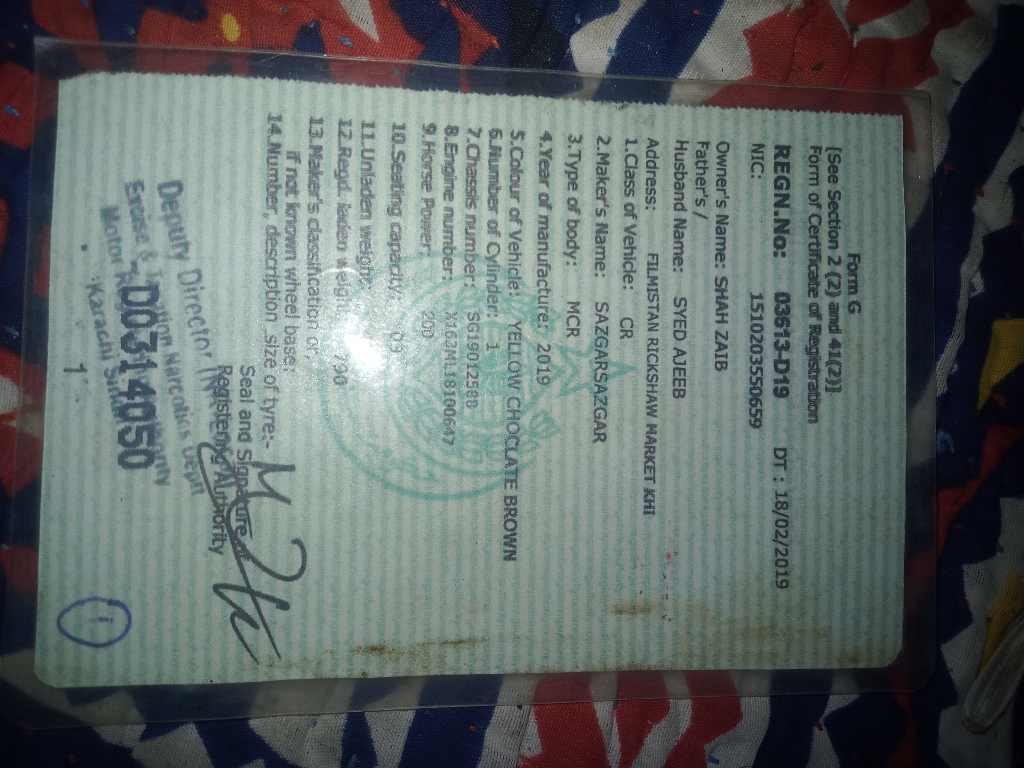 Form G
[See Section 2 (2) amd 41(2)]
Form of Certificate of Registration
REGN.No: 03613-D19 DT : 18/02/2019
NIC: 1510203550659
Owner's Name: SHAH ZAIB
Father's /
Husband Name: SYED AJEEB
Address: FILMISTAN RICKSHAW MARKET KHI
1.Class of Vehicle: CR
2.Maker's Name: SAZGARSAZGAR
3.Type of body: MCR
4.Year of manufacture: 2019
5.Colour of Vehicle: YELLOW CHOCLATE BROWN
6.Number of Cylinder: 1
7.Chassis number: SG19012588
8.Engine number: X163ML18100647
9.Horse Power: 200
10.Seating capacity: 03
11.Unladen weight:
12.Regd. laden weight 790
13.Maker's classification or,
if not known wheel base:
14.Number, description size of tyre:-
Seal and Signature of
Registering Authority
Deputy Director
Excise & Narcotics Deptt
Motor
Karachi
D0314050
1